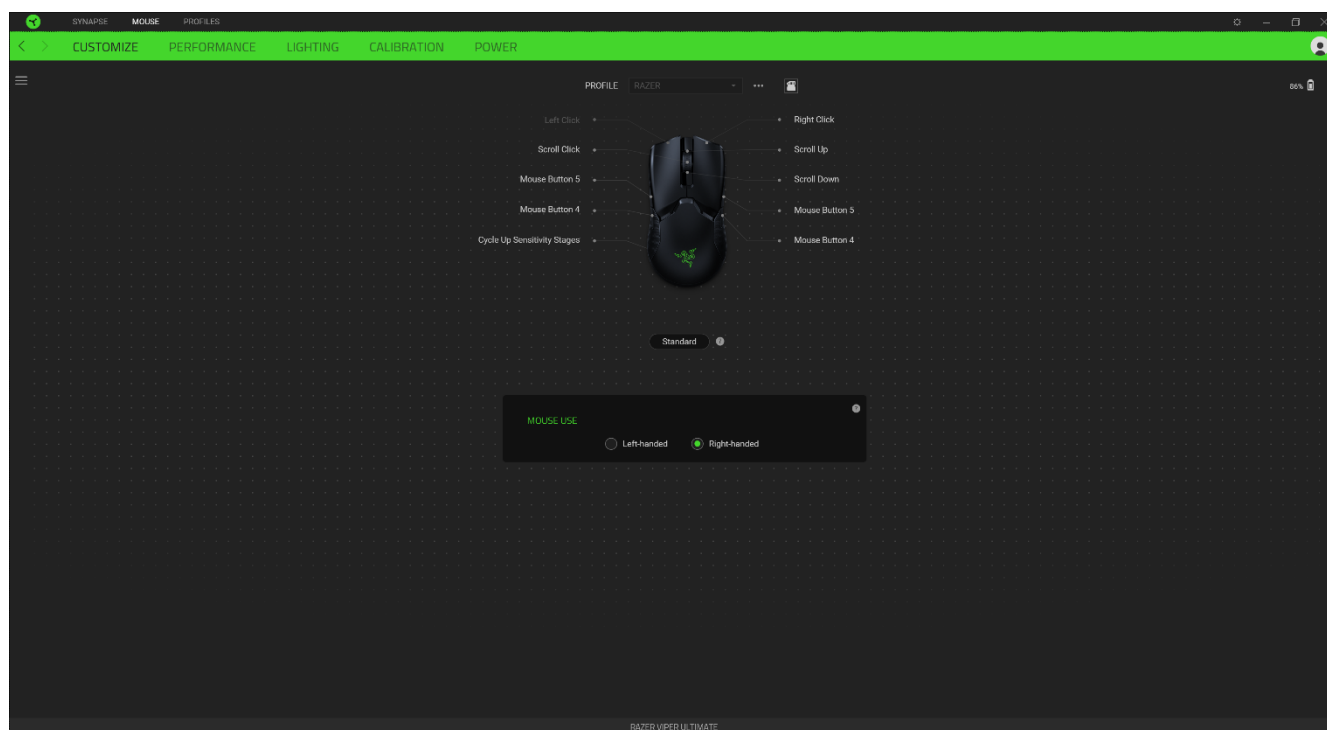 SYNAPSE MOUSE PROFILES
CUSTOMIZE PERFORMANCE LIGHTING CALIBRATION POWER
PROFILE RAZER 86%
Left Click Right Click
Scroll Click Scroll Up
Mouse Button 5 Scroll Down
Mouse Button 4 Mouse Button 5
Cycle Up Sensitivity Stages Mouse Button 4
Standard
MOUSE USE
Left-handed Right-handed
RAZER VIPER ULTIMATE